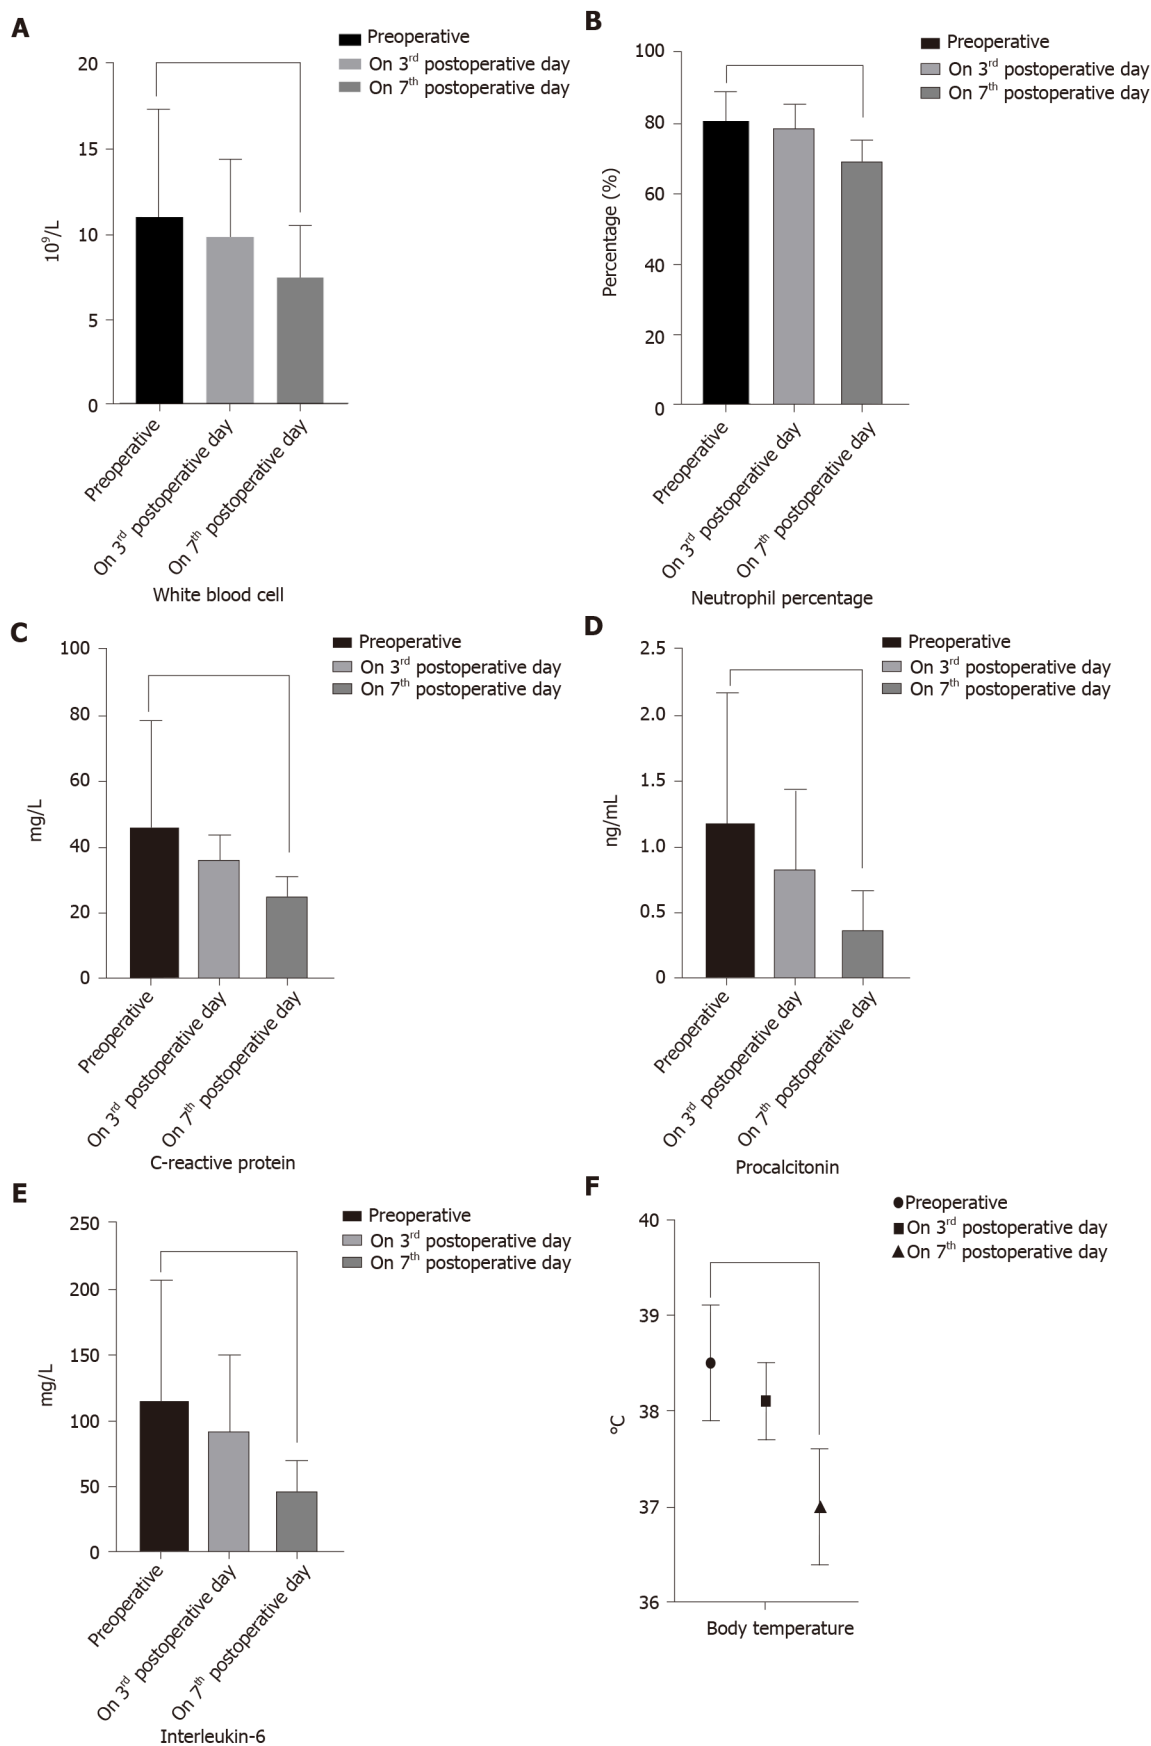 A
Preoperative
On 3rd postoperative day
On 7th postoperative day
20
15
10
5
0
10⁹/L
Preoperative
On 3rd postoperative day
On 7th postoperative day
White blood cell
B
Preoperative
On 3rd postoperative day
On 7th postoperative day
100
80
60
40
20
0
Percentage (%)
Preoperative
On 3rd postoperative day
On 7th postoperative day
Neutrophil percentage
C
Preoperative
On 3rd postoperative day
On 7th postoperative day
100
80
60
40
20
0
mg/L
Preoperative
On 3rd postoperative day
On 7th postoperative day
C-reactive protein
D
Preoperative
On 3rd postoperative day
On 7th postoperative day
2.5
2.0
1.5
1.0
0.5
0
ng/mL
Preoperative
On 3rd postoperative day
On 7th postoperative day
Procalcitonin
E
Preoperative
On 3rd postoperative day
On 7th postoperative day
250
200
150
100
50
0
mg/L
Preoperative
On 3rd postoperative day
On 7th postoperative day
Interleukin-6
F
Preoperative
On 3rd postoperative day
On 7th postoperative day
40
39
38
37
36
°C
Body temperature